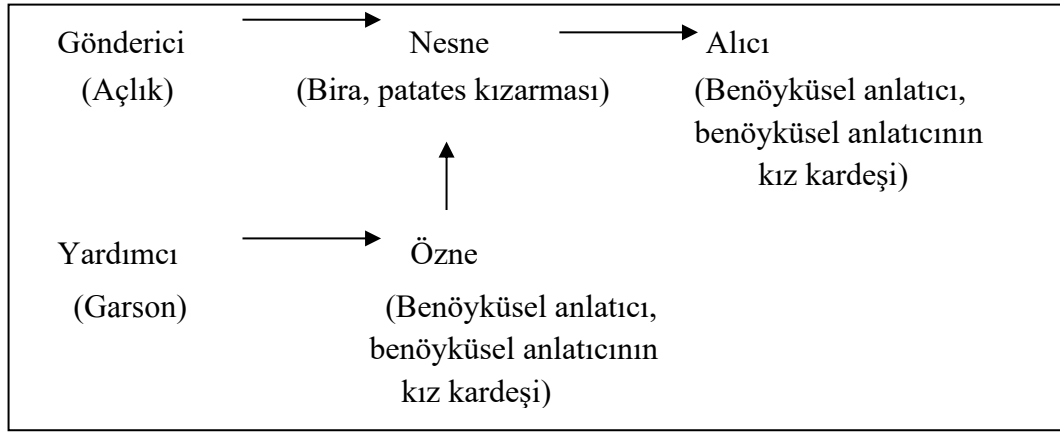 Gönderici Nesne Alıcı
(Açlık) (Bira, patates kızarması) (Benöyküsel anlatıcı,
benöyküsel anlatıcının
kız kardeşi)
Yardımcı Özne
(Garson) (Benöyküsel anlatıcı,
benöyküsel anlatıcının
kız kardeşi)